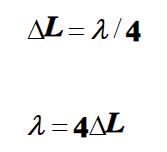 ΔL = λ / 4
λ = 4ΔL